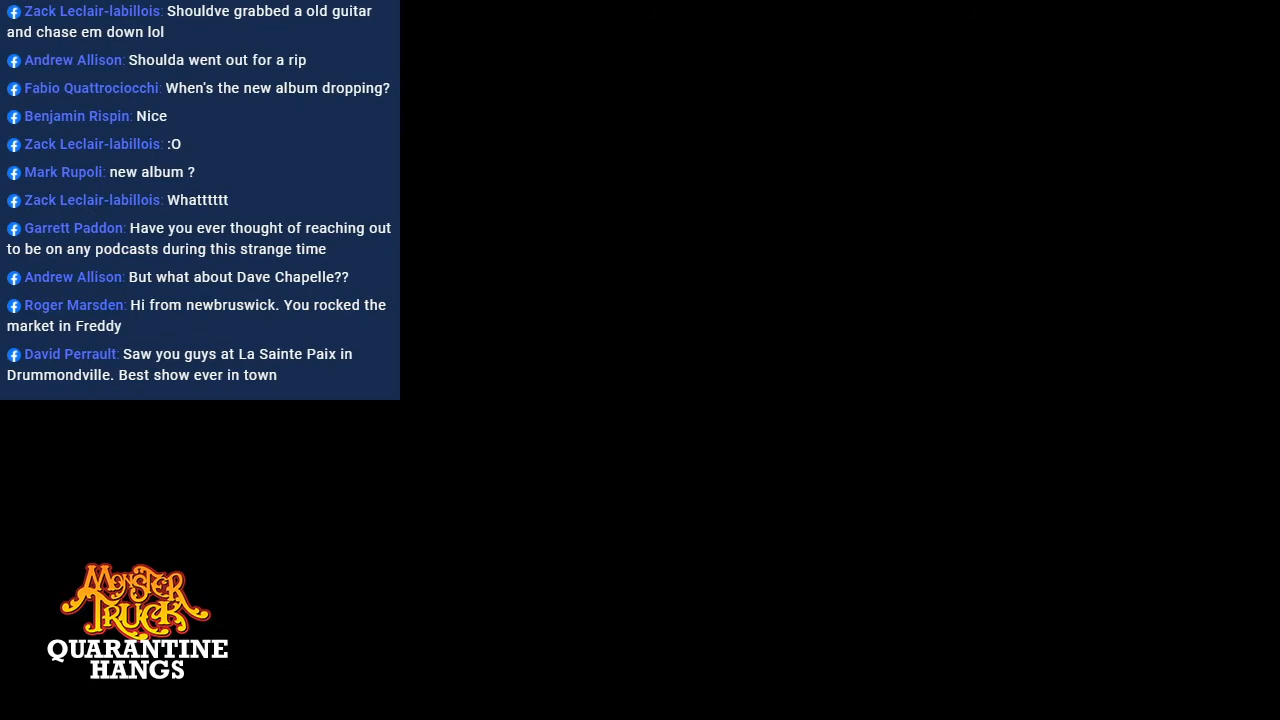 Zack Leclair-labillois: Shouldve grabbed a old guitar
and chase em down lol
Andrew Allison: Shoulda went out for a rip
Fabio Quattrociocchi: When's the new album dropping?
Benjamin Rispin: Nice
Zack Leclair-labillois: :O
Mark Rupoli: new album ?
Zack Leclair-labillois: Whatttttt
Garrett Paddon: Have you ever thought of reaching out
to be on any podcasts during this strange time
Andrew Allison: But what about Dave Chapelle??
Roger Marsden: Hi from newbruswick. You rocked the
market in Freddy
David Perrault: Saw you guys at La Sainte Paix in
Drummondville. Best show ever in town
MONSTER
TRUCK
QUARANTINE
HANGS